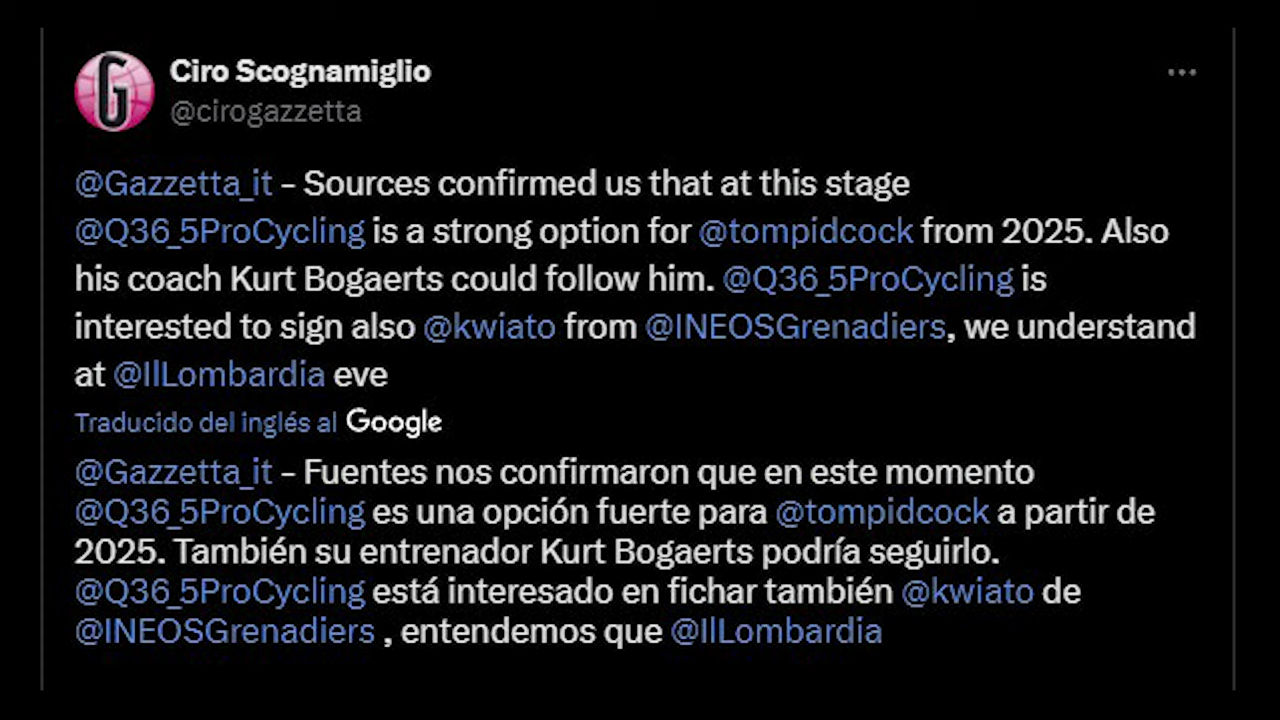 G
Ciro Scognamiglio
@cirogazzetta
@Gazzetta_it – Sources confirmed us that at this stage
@Q36_5ProCycling is a strong option for @tompidcock from 2025. Also
his coach Kurt Bogaerts could follow him. @Q36_5ProCycling is
interested to sign also @kwiato from @INEOSGrenadiers, we understand
at @IlLombardia eve
Traducido del inglés al Google
@Gazzetta_it – Fuentes nos confirmaron que en este momento
@Q36_5ProCycling es una opción fuerte para @tompidcock a partir de
2025. También su entrenador Kurt Bogaerts podría seguirlo.
@Q36_5ProCycling está interesado en fichar también @kwiato de
@INEOSGrenadiers , entendemos que @IlLombardia